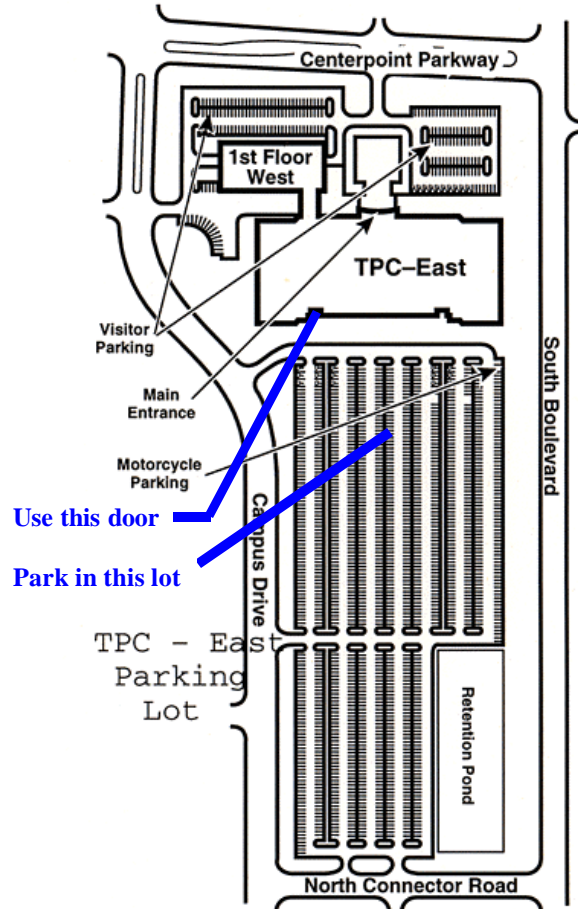 Centerpoint Parkway
1st Floor
West
TPC–East
Visitor
Parking
Main
Entrance
South Boulevard
Motorcycle
Parking
Use this door
Campus Drive
Park in this lot
TPC – East
Parking
Lot
Retention Pond
North Connector Road